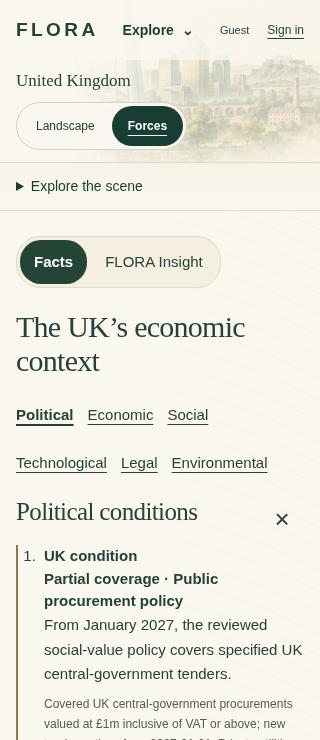 FLORA Explore Guest Sign in
United Kingdom
Landscape Forces
Explore the scene
Facts FLORA Insight
The UK’s economic
context
Political Economic Social
Technological Legal Environmental
Political conditions ×
1. UK condition
Partial coverage · Public
procurement policy
From January 2027, the reviewed
social-value policy covers specified UK
central-government tenders.
Covered UK central-government procurements
valued at £1m inclusive of VAT or above; new